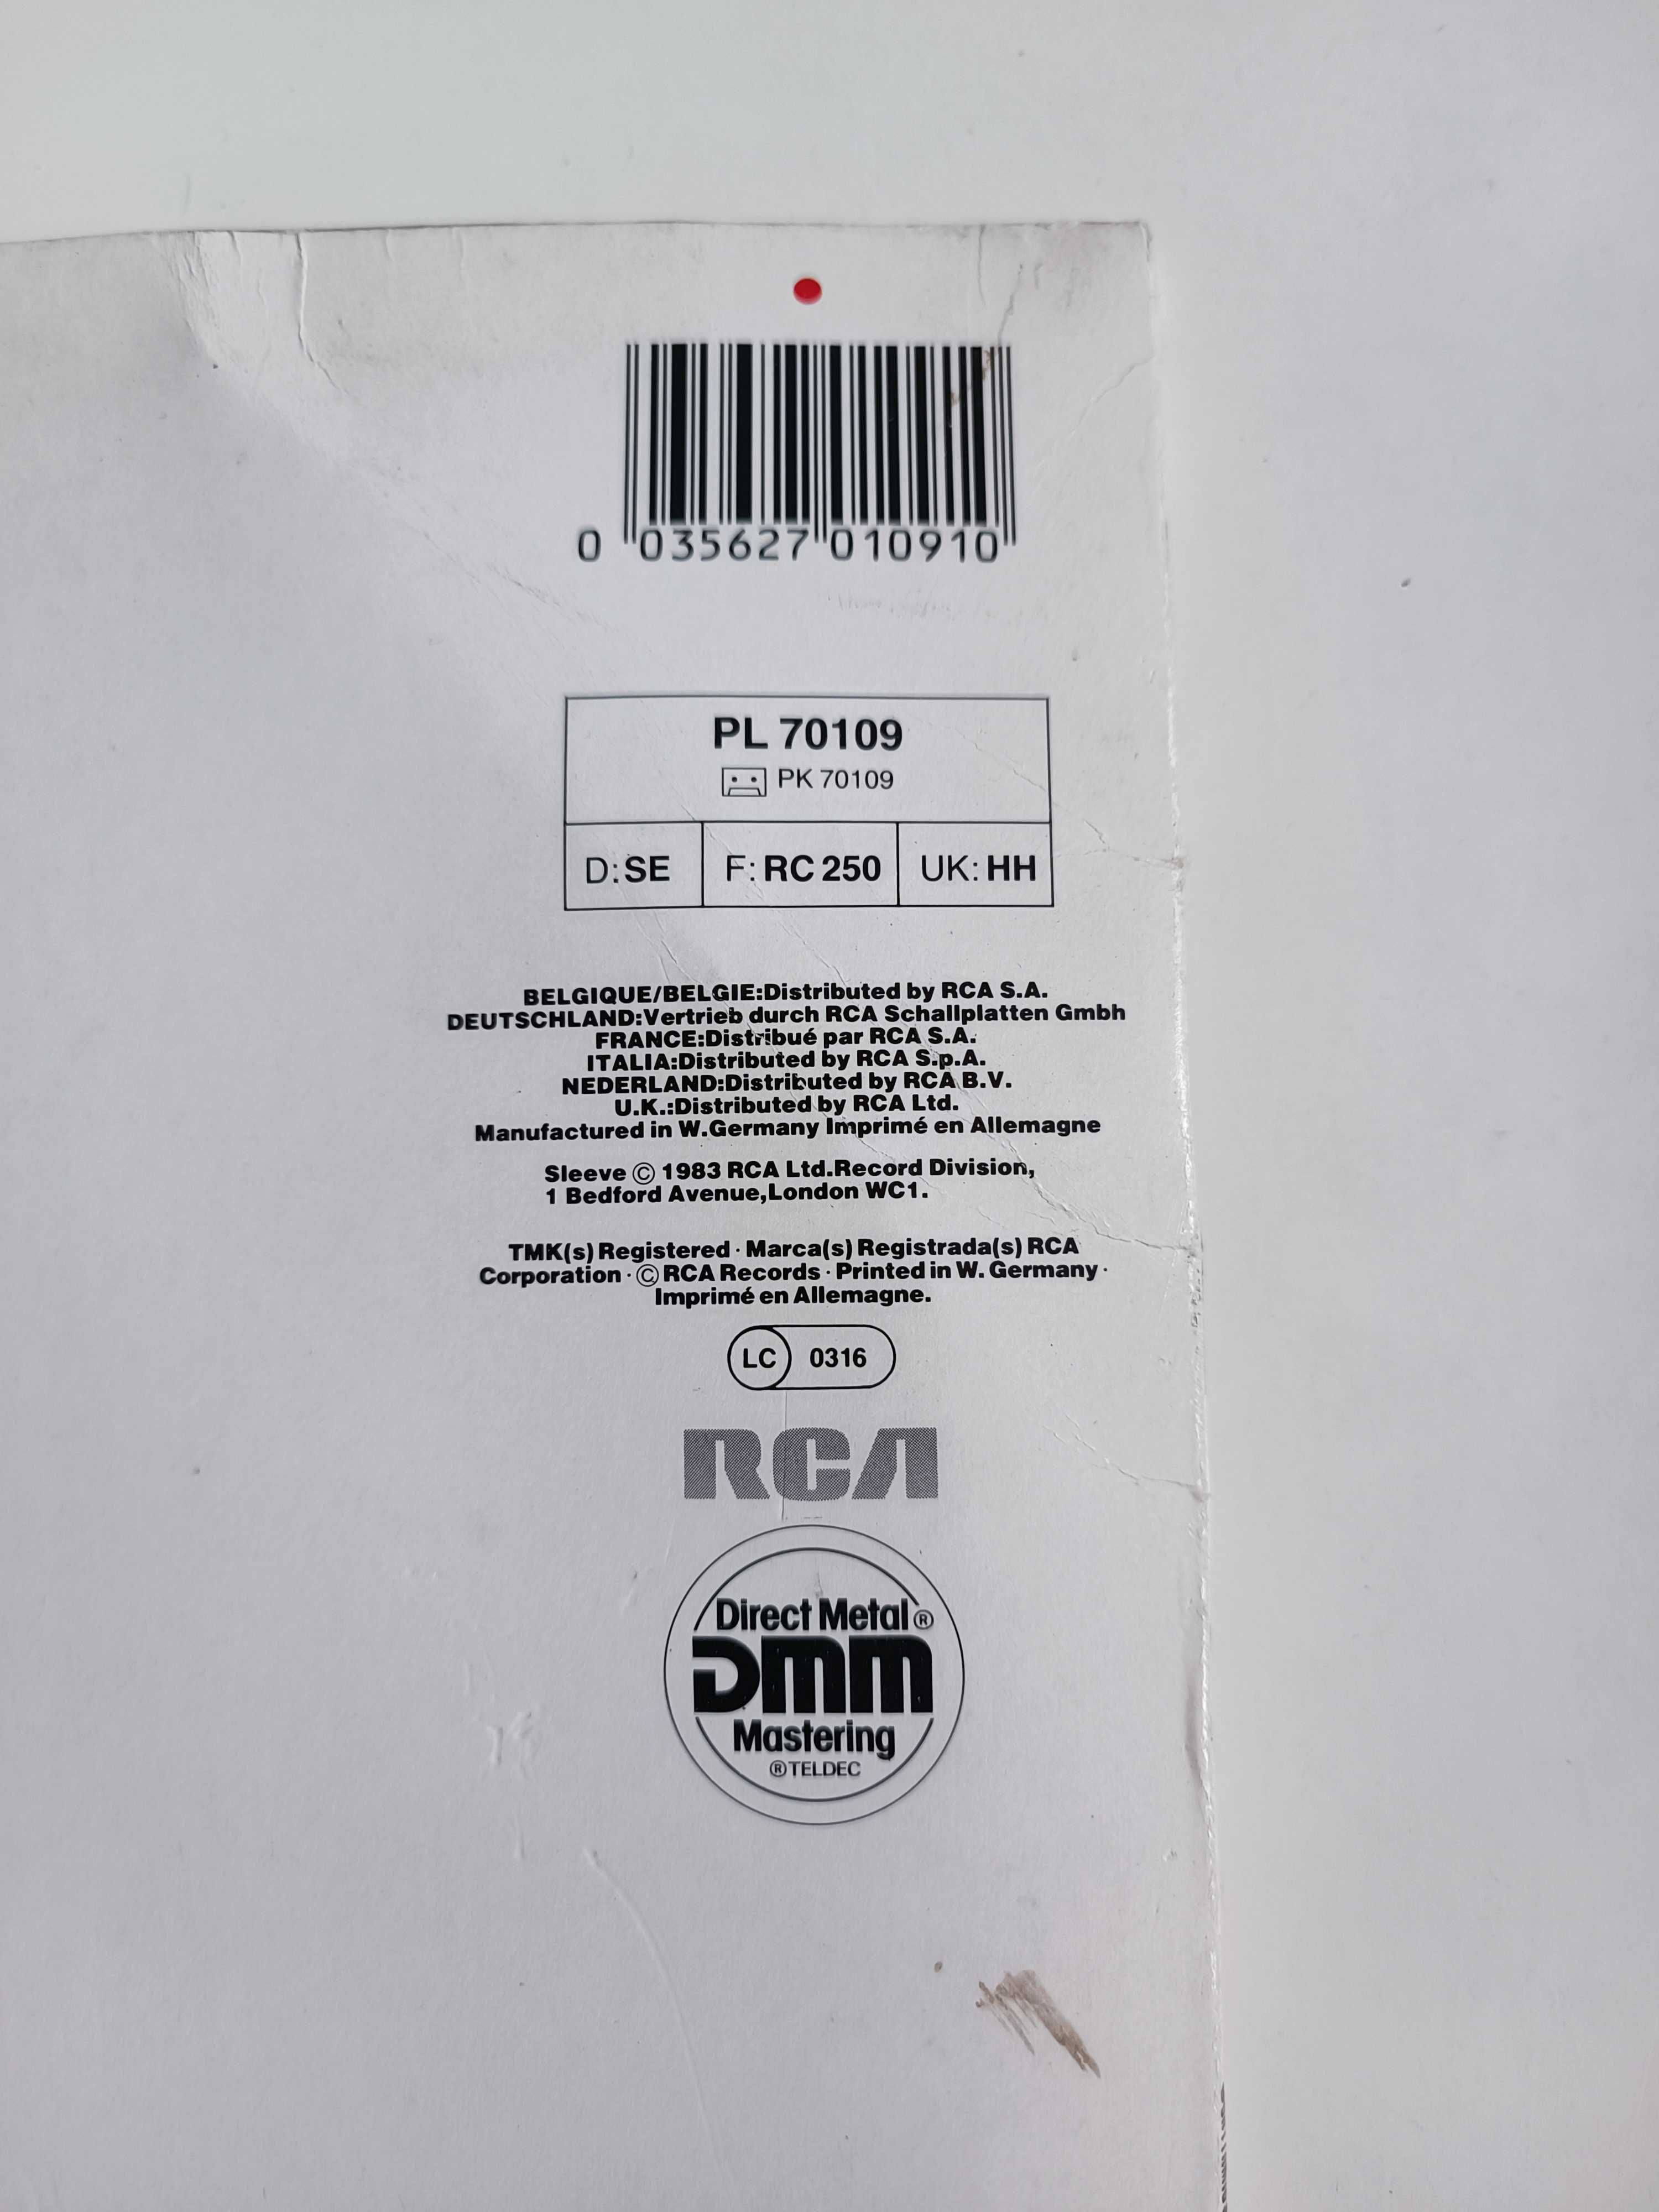 0 035627 010910
PL 70109
PK 70109
D: SE F: RC 250 UK: HH
BELGIQUE/BELGIE:Distributed by RCA S.A.
DEUTSCHLAND:Vertrieb durch RCA Schallplatten Gmbh
FRANCE:Distribué par RCA S.A.
ITALIA:Distributed by RCA S.p.A.
NEDERLAND:Distributed by RCA B.V.
U.K.:Distributed by RCA Ltd.
Manufactured in W.Germany Imprimé en Allemagne
Sleeve © 1983 RCA Ltd.Record Division,
1 Bedford Avenue,London WC1.
TMK(s) Registered · Marca(s) Registrada(s) RCA
Corporation · © RCA Records · Printed in W. Germany ·
Imprimé en Allemagne.
LC 0316
RCA
Direct Metal ®
DMM
Mastering
® TELDEC